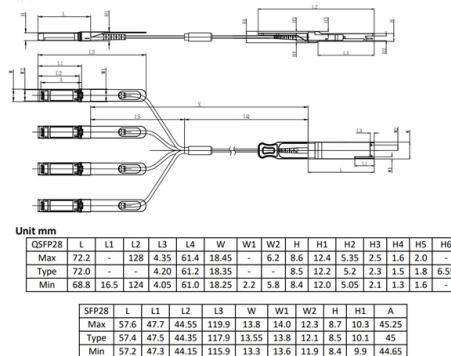 L
L2
L3
L1
L2
A
X
LS
LQ
L3
L1
L
Unit mm
QSFP28 L L1 L2 L3 L4 W W1 W2 H H1 H2 H3 H4 H5 H6
Max 72.2 - 128 4.35 61.4 18.45 - 6.2 8.6 12.4 5.35 2.5 1.6 2.0 -
Type 72.0 - - 4.20 61.2 18.35 - - 8.5 12.2 5.2 2.3 1.5 1.8 6.55
Min 68.8 16.5 124 4.05 61.0 18.25 2.2 5.8 8.4 12.0 5.05 2.1 1.3 1.6 -
SFP28 L L1 L2 L3 W W1 W2 H H1 A
Max 57.6 47.7 44.55 119.9 13.8 14.0 12.3 8.7 10.3 45.25
Type 57.4 47.5 44.35 117.9 13.55 13.8 12.1 8.5 10.1 45
Min 57.2 47.3 44.15 115.9 13.3 13.6 11.9 8.4 9.9 44.65